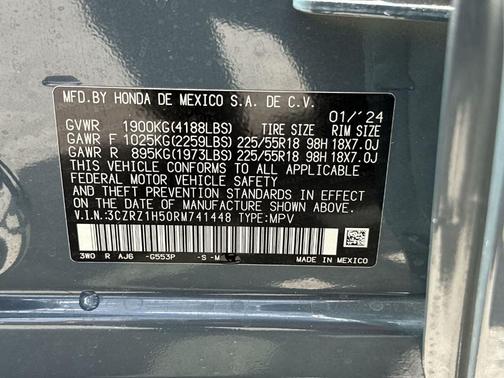 MFD.BY HONDA DE MEXICO S.A. DE C.V.
01/'24
GVWR 1900KG(4188LBS) TIRE SIZE RIM SIZE
GAWR F 1025KG(2259LBS) 225/55R18 98H 18X7.0J
GAWR R 895KG(1973LBS) 225/55R18 98H 18X7.0J
THIS VEHICLE CONFORMS TO ALL APPLICABLE
FEDERAL MOTOR VEHICLE SAFETY
AND THEFT PREVENTION STANDARDS IN EFFECT
ON THE DATE OF MANUFACTURE SHOWN ABOVE.
V.I.N:3CZRZ1H50RM741448 TYPE:MPV
3W0 R AJ6 -G553P -S -M MADE IN MEXICO